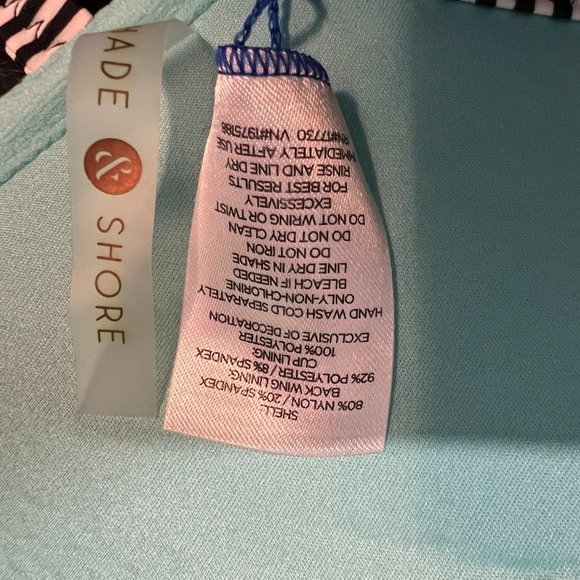 HADE
&
SHORE
SHELL:
80% NYLON / 20% SPANDEX
BACK WING LINING:
92% POLYESTER / 8% SPANDEX
CUP LINING:
100% POLYESTER
EXCLUSIVE OF DECORATION
HAND WASH COLD SEPARATELY
ONLY-NON-CHLORINE
BLEACH IF NEEDED
LINE DRY IN SHADE
DO NOT IRON
DO NOT DRY CLEAN
DO NOT WRING OR TWIST
EXCESSIVELY
FOR BEST RESULTS
RINSE AND LINE DRY
IMMEDIATELY AFTER USE
RN#17730 VN#1975188